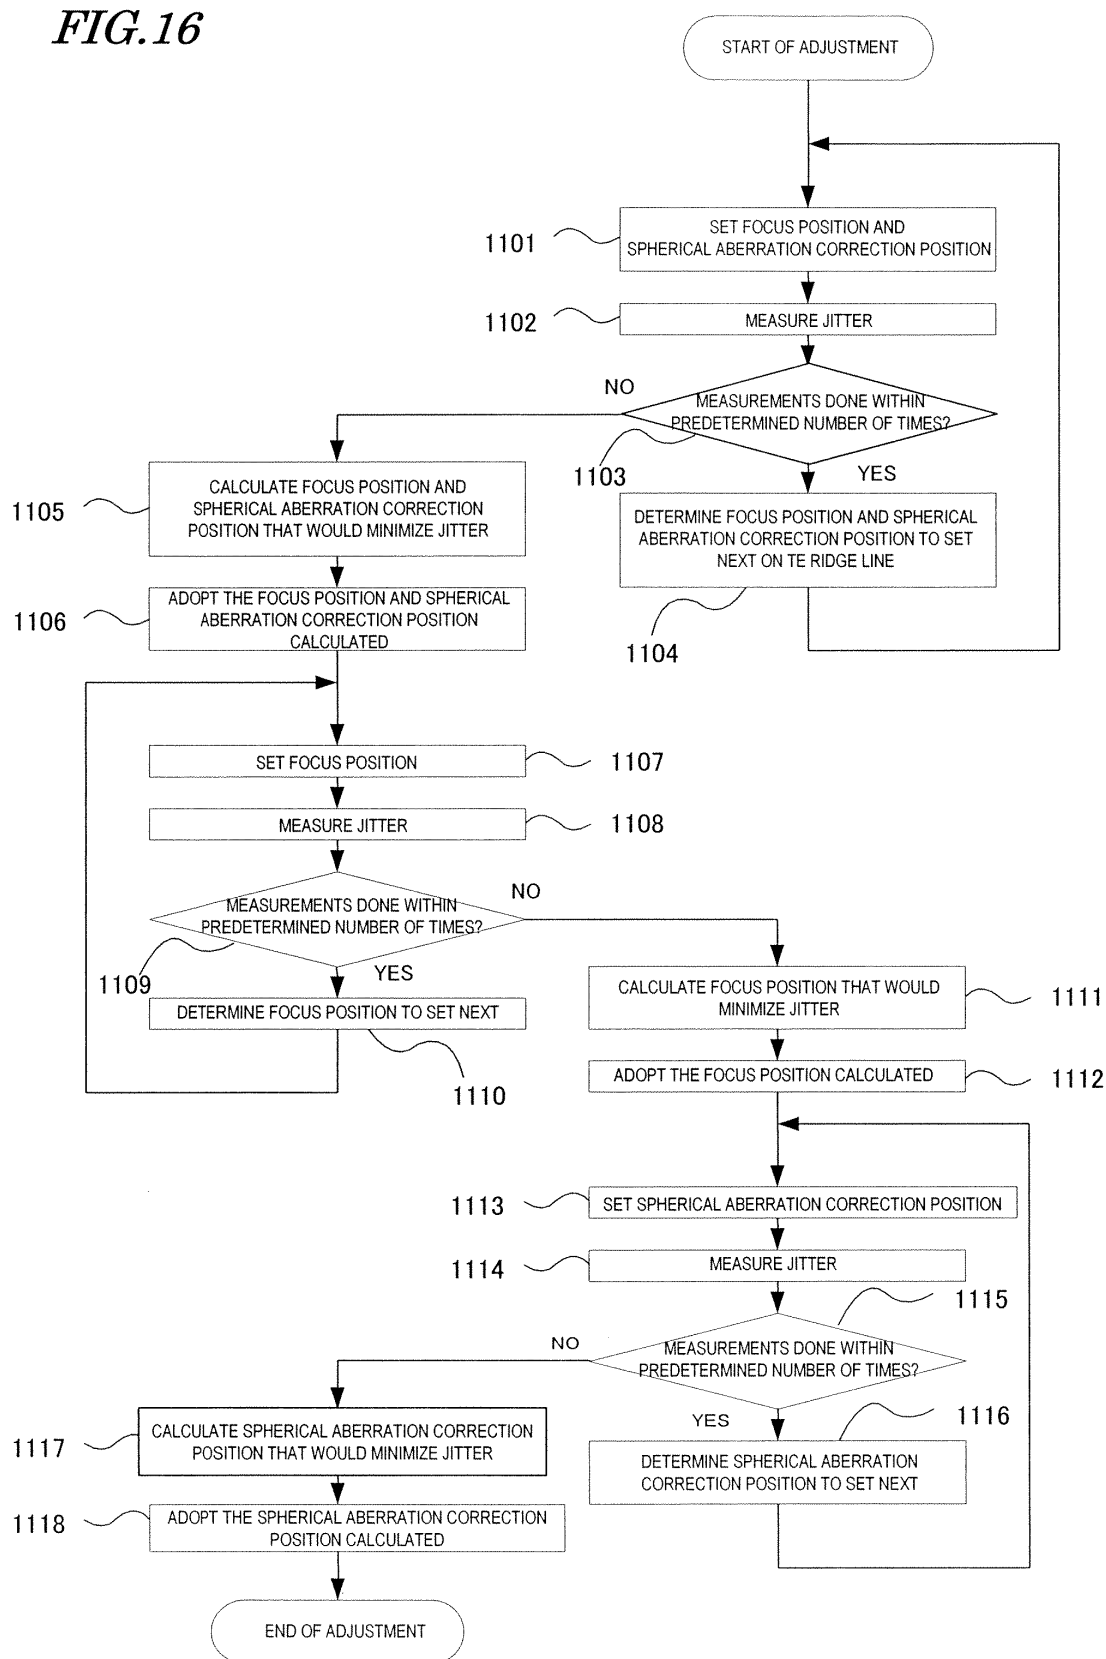 FIG.16
START OF ADJUSTMENT
1101
SET FOCUS POSITION AND
SPHERICAL ABERRATION CORRECTION POSITION
1102
MEASURE JITTER
NO
MEASUREMENTS DONE WITHIN
PREDETERMINED NUMBER OF TIMES?
1103
YES
1104
DETERMINE FOCUS POSITION AND SPHERICAL
ABERRATION CORRECTION POSITION TO SET
NEXT ON TE RIDGE LINE
1105
CALCULATE FOCUS POSITION AND
SPHERICAL ABERRATION CORRECTION
POSITION THAT WOULD MINIMIZE JITTER
1106
ADOPT THE FOCUS POSITION AND SPHERICAL
ABERRATION CORRECTION POSITION
CALCULATED
SET FOCUS POSITION
1107
MEASURE JITTER
1108
MEASUREMENTS DONE WITHIN
PREDETERMINED NUMBER OF TIMES?
NO
1109
YES
DETERMINE FOCUS POSITION TO SET NEXT
1110
CALCULATE FOCUS POSITION THAT WOULD
MINIMIZE JITTER
1111
ADOPT THE FOCUS POSITION CALCULATED
1112
1113
SET SPHERICAL ABERRATION CORRECTION POSITION
1114
MEASURE JITTER
1115
NO
MEASUREMENTS DONE WITHIN
PREDETERMINED NUMBER OF TIMES?
YES
1116
DETERMINE SPHERICAL ABERRATION
CORRECTION POSITION TO SET NEXT
1117
CALCULATE SPHERICAL ABERRATION CORRECTION
POSITION THAT WOULD MINIMIZE JITTER
1118
ADOPT THE SPHERICAL ABERRATION CORRECTION
POSITION CALCULATED
END OF ADJUSTMENT